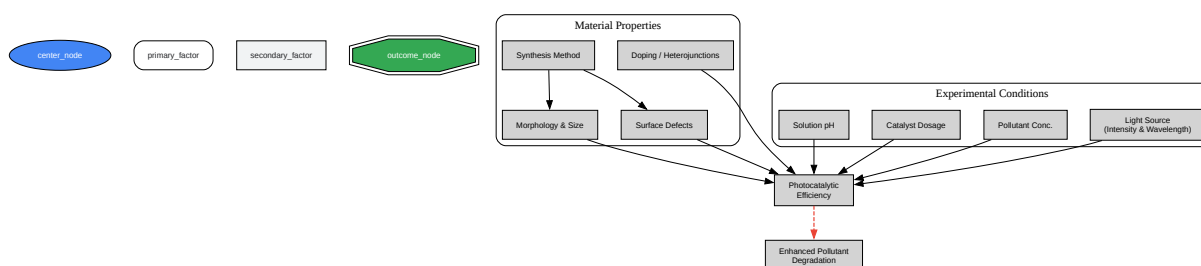 Material Properties
center_node
primary_factor
secondary_factor
outcome_node
Synthesis Method
Doping / Heterojunctions
Experimental Conditions
Morphology & Size
Surface Defects
Solution pH
Catalyst Dosage
Pollutant Conc.
Light Source
(Intensity & Wavelength)
Photocatalytic
Efficiency
Enhanced Pollutant
Degradation